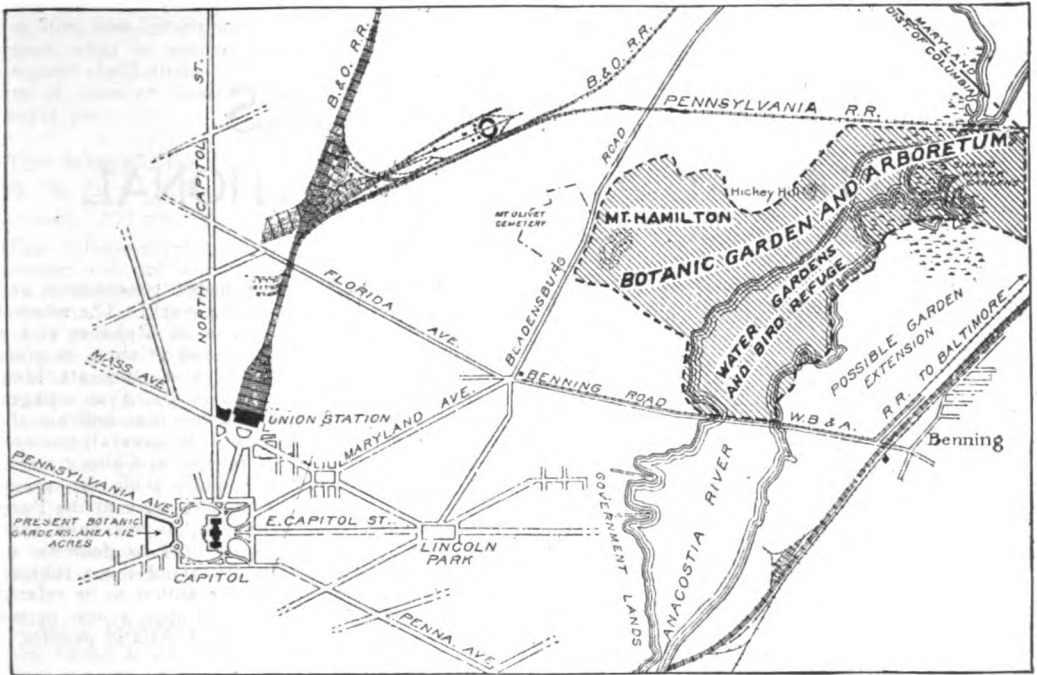 B. & O. R.R.
B. & O. R.R.
MARYLAND
DIST. OF COLUMBIA
PENNSYLVANIA R.R.
NORTH CAPITOL ST.
BLADENSBURG ROAD
MT. OLIVET
CEMETERY
MT. HAMILTON
Hickey Hill
BOTANIC GARDEN AND ARBORETUM
SHAWS
WATER
GARDENS
WATER GARDENS
AND BIRD REFUGE
FLORIDA AVE.
MASS. AVE.
UNION STATION
MARYLAND AVE.
BENNING ROAD
POSSIBLE GARDEN
EXTENSION
R.R. TO BALTIMORE
W. B. & A.
Benning
PENNSYLVANIA AVE.
PRESENT BOTANIC
GARDENS. AREA = 12
ACRES
E. CAPITOL ST.
LINCOLN
PARK
CAPITOL
GOVERNMENT LANDS
ANACOSTIA RIVER
PENNA. AVE.